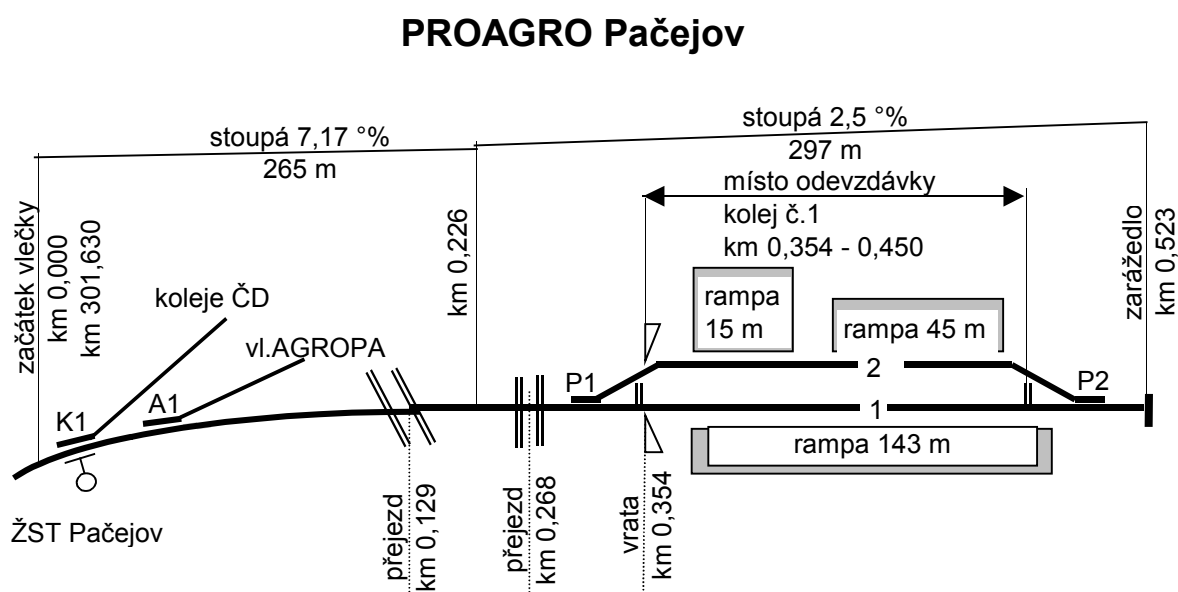 PROAGRO Pačejov
stoupá 7,17 °%
265 m
stoupá 2,5 °%
297 m
místo odevzdávky
kolej č.1
km 0,354 - 0,450
začátek vlečky
km 0,000
km 301,630
km 0,226
zarážedlo
km 0,523
koleje ČD
vl.AGROPA
rampa
15 m
rampa 45 m
K1
A1
P1
2
P2
1
rampa 143 m
ŽST Pačejov
přejezd
km 0,129
přejezd
km 0,268
vrata
km 0,354